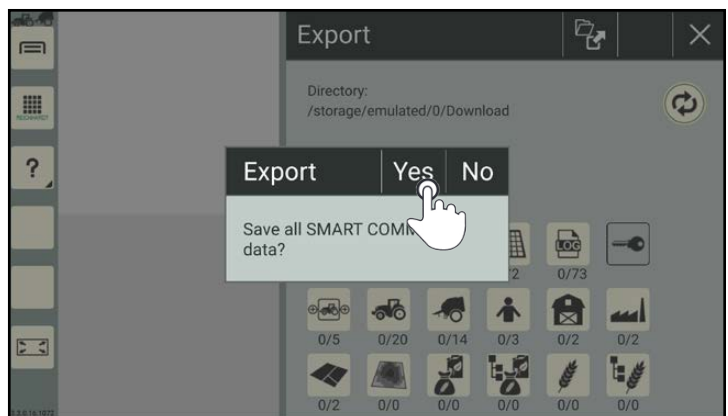 Export
Directory:
/storage/emulated/0/Download
REICHHARDT
?
Export Yes No
Save all SMART
data?
LOG
0/73
0/5 0/20 0/14 0/3 0/2 0/2
0/2 0/0 0/0 0/0 0/0 0/0